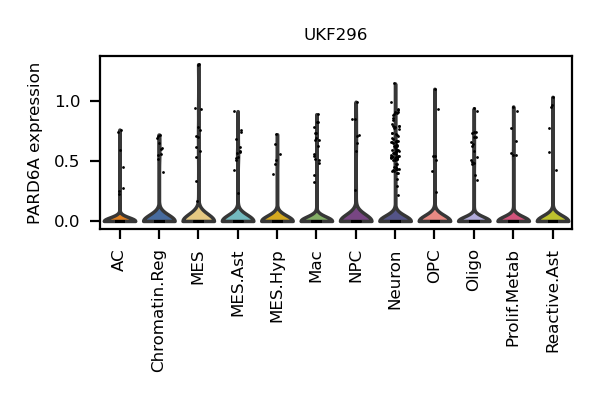 UKF296
PARD6A expression
1.0
0.5
0.0
AC
Chromatin.Reg
MES
MES.Ast
MES.Hyp
Mac
NPC
Neuron
OPC
Oligo
Prolif.Metab
Reactive.Ast